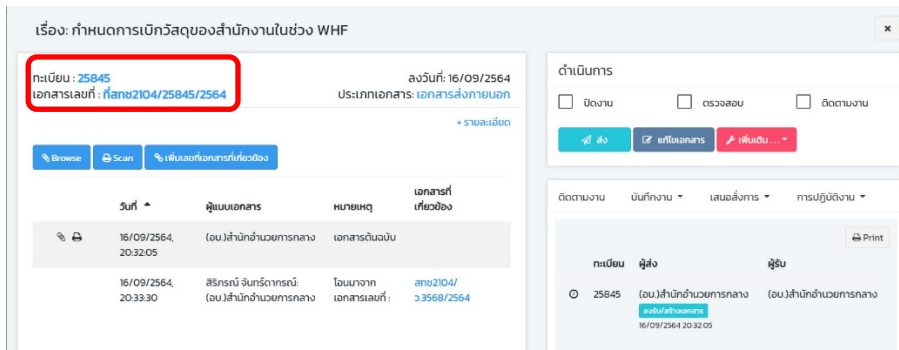 เรื่อง: กำหนดการเบิกวัสดุของสำนักงานในช่วง WHF
×
ทะเบียน : 25845
เอกสารเลขที่ : ที่สทช2104/25845/2564
ลงวันที่: 16/09/2564
ประเภทเอกสาร: เอกสารส่งภายนอก
+ รายละเอียด
Browse Scan เพิ่มเลขที่เอกสารที่เกี่ยวข้อง
วันที่ ผู้แนบเอกสาร หมายเหตุ เอกสารที่
เกี่ยวข้อง
16/09/2564, (อบ.)สำนักอำนวยการกลาง เอกสารต้นฉบับ
20:32:05
16/09/2564, สิริกรณ์ จันทร์ดากรณ์: โอนมาจาก สทช2104/
20:33:30 (อบ.)สำนักอำนวยการกลาง เอกสารเลขที่ : ว.3568/2564
ดำเนินการ
ปิดงาน ตรวจสอบ ติดตามงาน
ส่ง แก้ไขเอกสาร เพิ่มเติม...
ติดตามงาน บันทึกงาน เสนอสั่งการ การปฏิบัติงาน
Print
ทะเบียน ผู้ส่ง ผู้รับ
25845 (อบ.)สำนักอำนวยการกลาง (อบ.)สำนักอำนวยการกลาง
ลงรับ/สร้างเอกสาร
16/09/2564 20:32:05